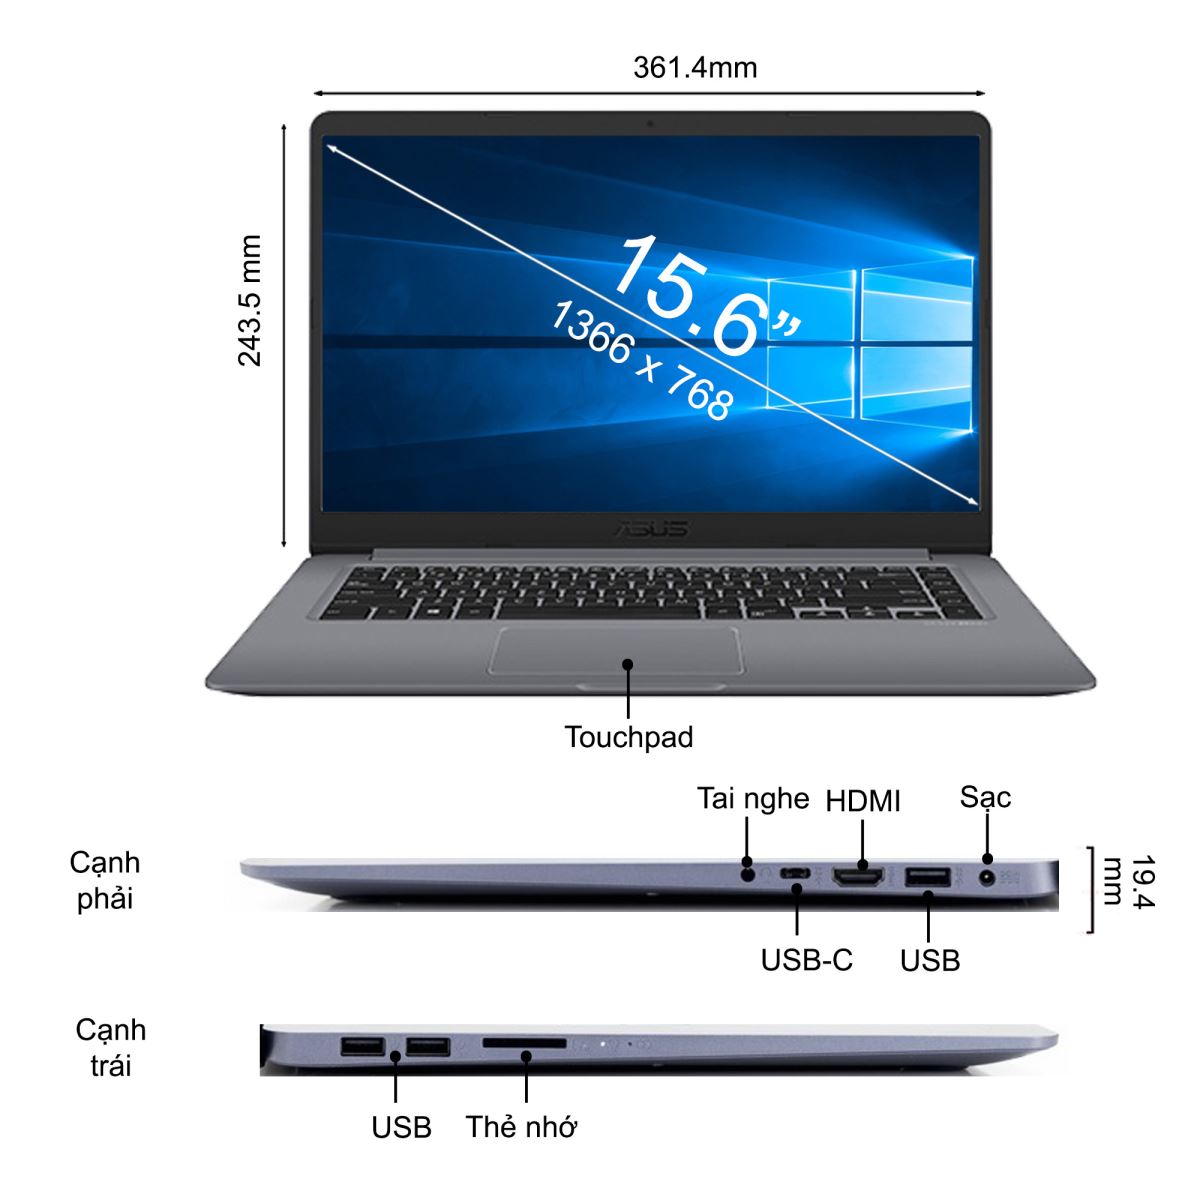 361.4mm
243.5 mm
15.6”
1366 x 768
ASUS
Touchpad
Tai nghe
HDMI
Sạc
Cạnh
phải
19.4
mm
USB-C
USB
Cạnh
trái
USB
Thẻ nhớ